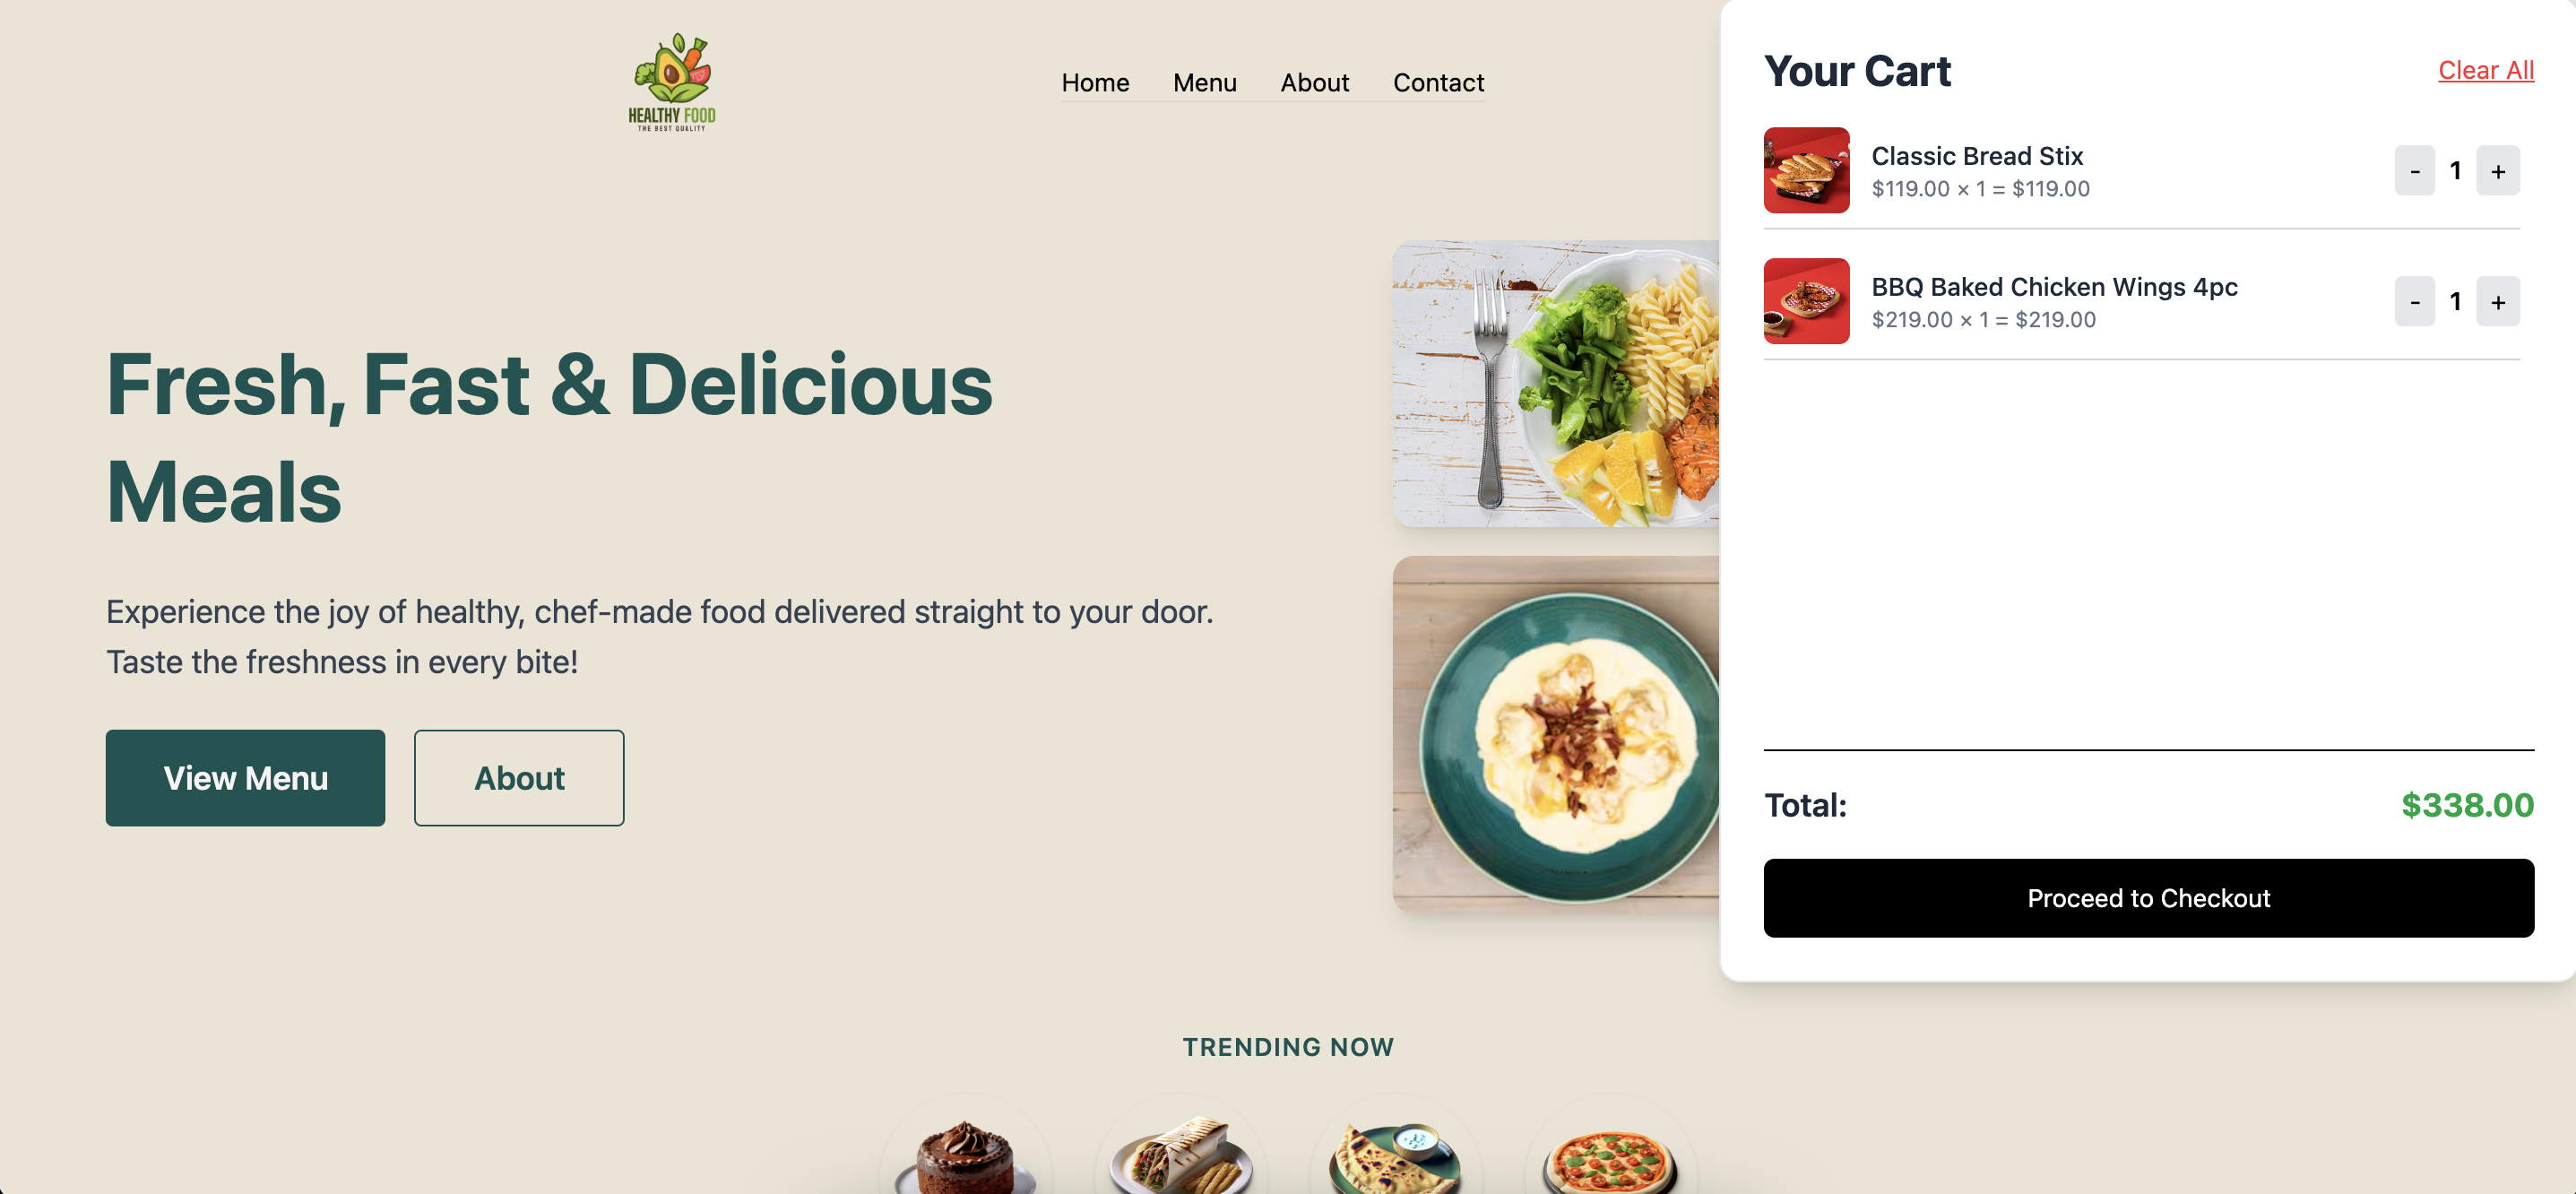 HEALTHY FOOD
THE BEST QUALITY
Home Menu About Contact
Fresh, Fast & Delicious
Meals
Experience the joy of healthy, chef-made food delivered straight to your door.
Taste the freshness in every bite!
View Menu About
Your Cart Clear All
Classic Bread Stix
$119.00 × 1 = $119.00
- 1 +
BBQ Baked Chicken Wings 4pc
$219.00 × 1 = $219.00
- 1 +
Total: $338.00
Proceed to Checkout
TRENDING NOW